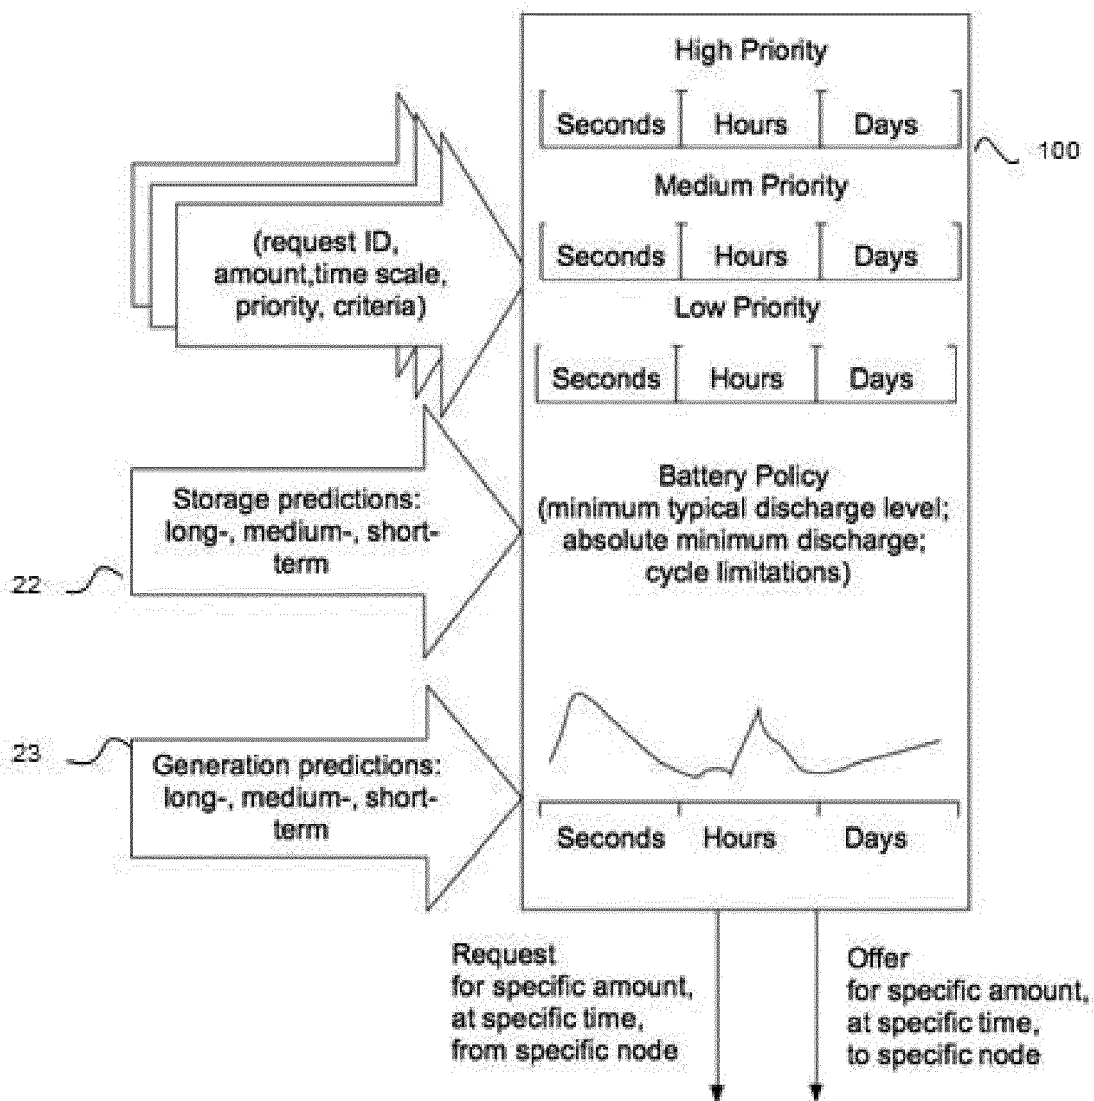 High Priority
Seconds Hours Days
100
Medium Priority
(request ID,
amount,time scale,
priority, criteria)
Seconds Hours Days
Low Priority
Seconds Hours Days
Storage predictions:
long-, medium-, short-
term
22
Battery Policy
(minimum typical discharge level;
absolute minimum discharge;
cycle limitations)
23
Generation predictions:
long-, medium-, short-
term
Seconds Hours Days
Request
for specific amount,
at specific time,
from specific node
Offer
for specific amount,
at specific time,
to specific node